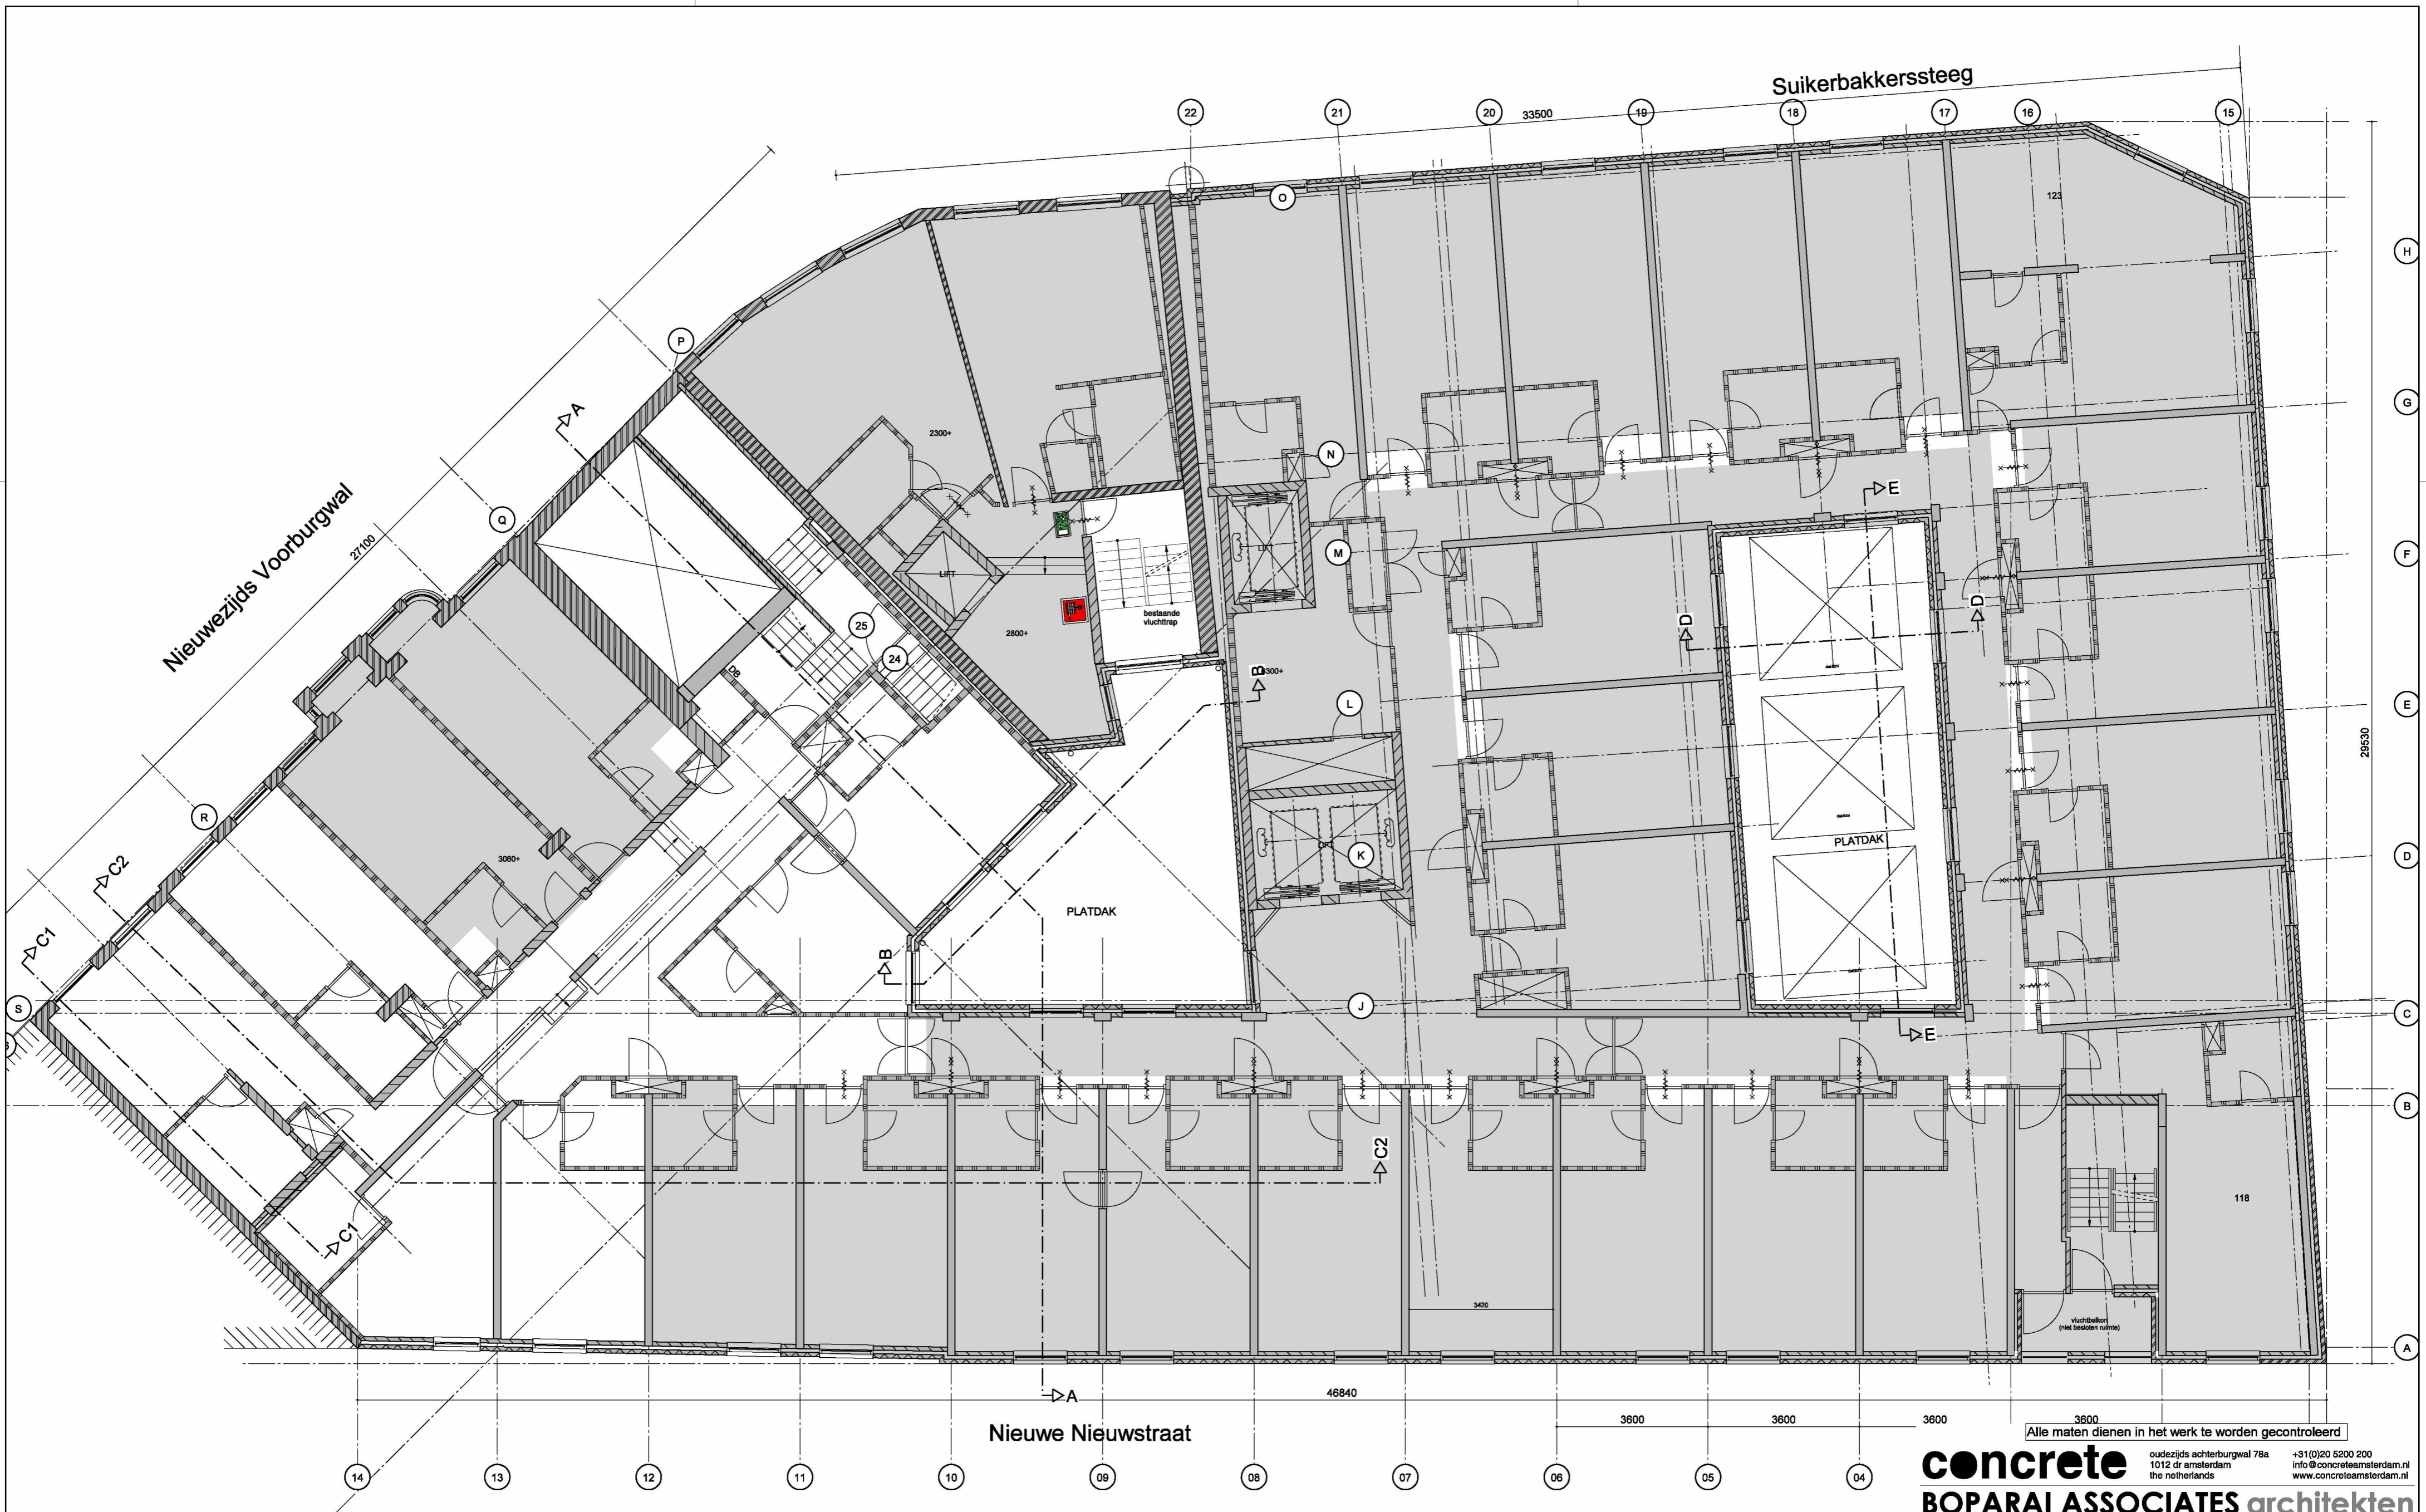 Suikerbakkerssteeg
33500
22
21
20
19
18
17
16
15
O
123
H
P
A
G
2300+
N
Q
E
Nieuwezijds Voorburgwal
27100
M
F
LIFT
LIFT
bestaande
vluchttrap
2800+
25
24
D
D
DB
B
L
E
29530
R
3060+
K
LIFT
PLATDAK
D
C2
PLATDAK
C1
B
S
J
C
E
B
C2
118
C1
3420
vluchtbalkon
(niet besloten ruimte)
A
A
46840
Nieuwe Nieuwstraat
3600
3600
3600
3600
Alle maten dienen in het werk te worden gecontroleerd
14
13
12
11
10
09
08
07
06
05
04
concrete
oudezijds achterburgwal 78a
1012 dr amsterdam
the netherlands
+31(0)20 5200 200
info@concreteamsterdam.nl
www.concreteamsterdam.nl
BOPARAI ASSOCIATES architekten